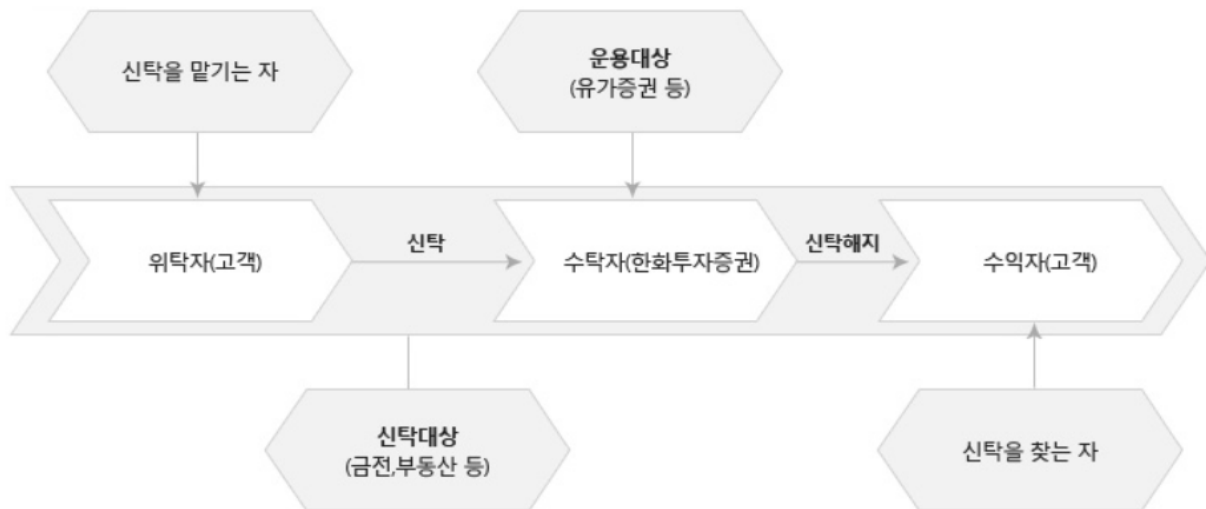 신탁을 맡기는 자
운용대상
(유가증권 등)
위탁자(고객)
신탁
수탁자(한화투자증권)
신탁해지
수익자(고객)
신탁대상
(금전,부동산 등)
신탁을 찾는 자